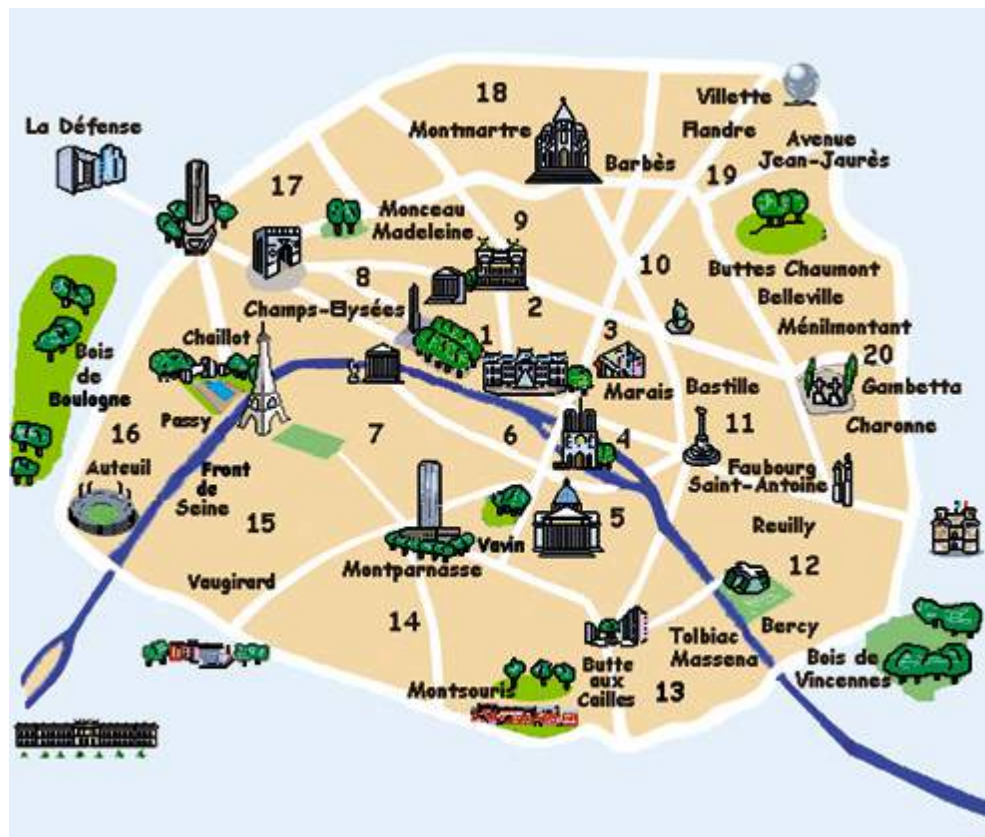 18
Villette
Montmartre
Flandre
La Défense
Avenue
Jean-Jaurès
Barbès
17
19
Monceau
Madeleine
9
10
Buttes Chaumont
8
Champs-Elysées
2
Belleville
Chaillot
1
3
Ménilmontant
Bois
de
Boulogne
20
Gambetta
Marais
Bastille
Passy
Charonne
16
7
6
4
11
Auteuil
Front
de
Seine
Faubourg
Saint-Antoine
15
5
Reuilly
Vavin
Montparnasse
Vaugirard
12
14
Bercy
Tolbiac
Massena
Bois de
Vincennes
Montsouris
Butte
aux
Cailles
13